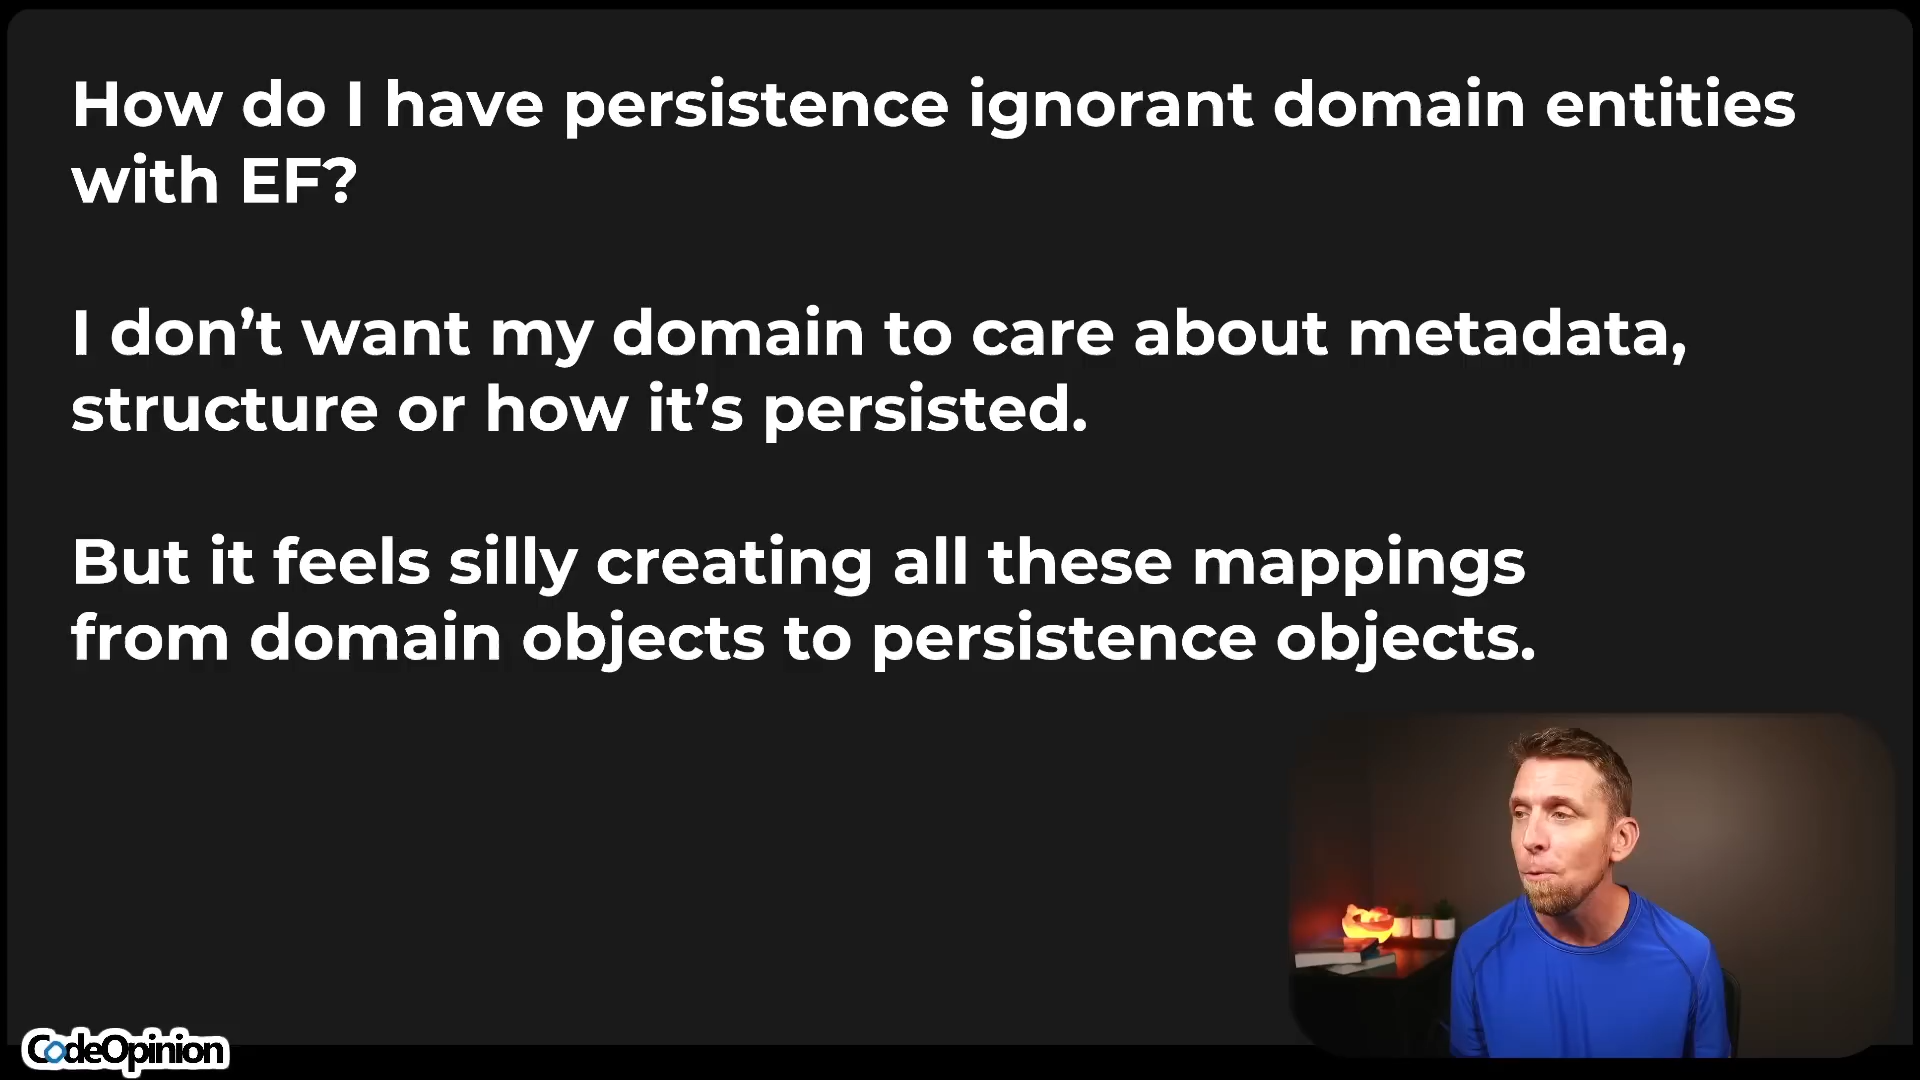 How do I have persistence ignorant domain entities
with EF?
I don’t want my domain to care about metadata,
structure or how it’s persisted.
But it feels silly creating all these mappings
from domain objects to persistence objects.
CodeOpinion